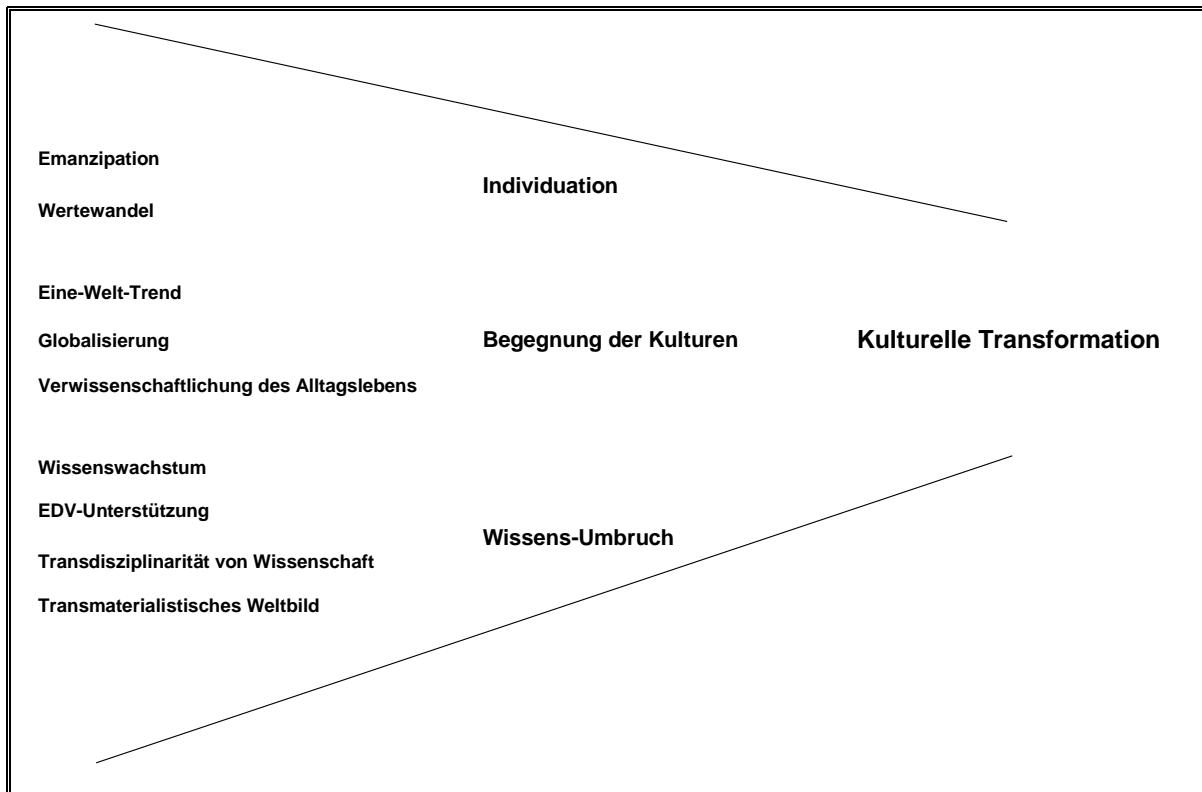 Emanzipation
Wertewandel
Individuation
Eine-Welt-Trend
Globalisierung
Verwissenschaftlichung des Alltagslebens
Begegnung der Kulturen
Kulturelle Transformation
Wissenswachstum
EDV-Unterstützung
Transdisziplinarität von Wissenschaft
Transmaterialistisches Weltbild
Wissens-Umbruch